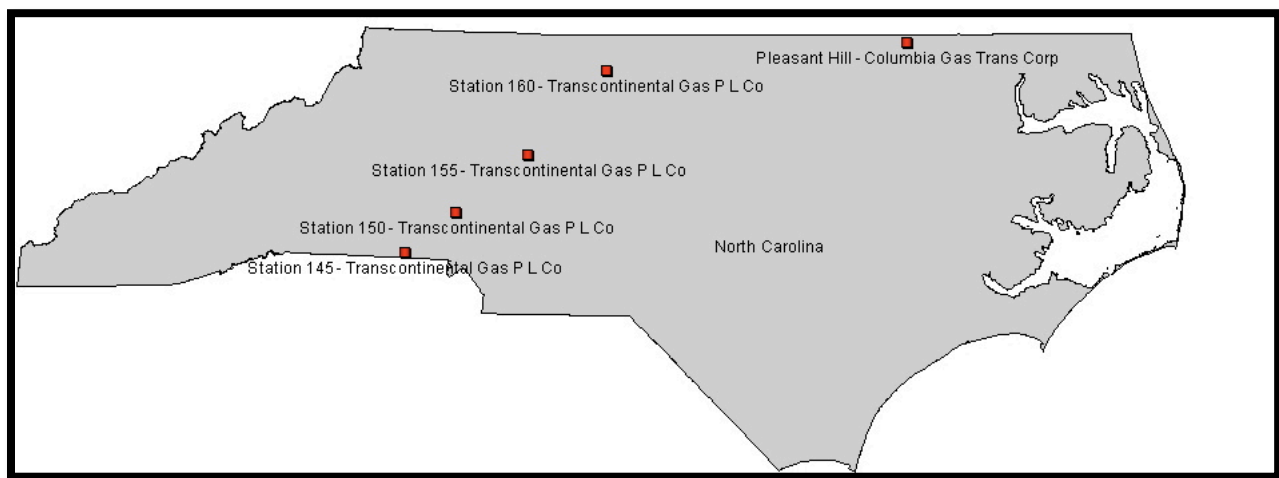 Pleasant Hill - Columbia Gas Trans Corp
Station 160 - Transcontinental Gas P L Co
Station 155 - Transcontinental Gas P L Co
Station 150 - Transcontinental Gas P L Co
North Carolina
Station 145 - Transcontinental Gas P L Co